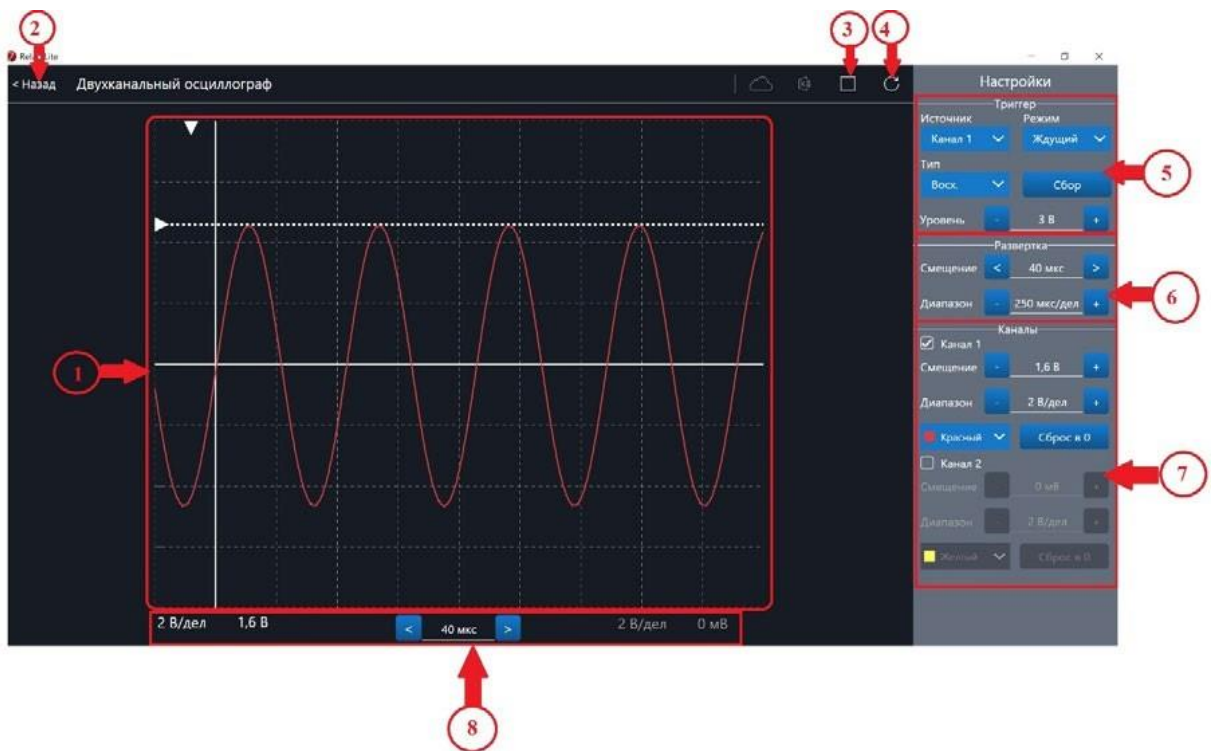 2
3
4
Relab Lite
< Назад
Двухканальный осциллограф
Настройки
Триггер
Источник
Режим
Канал 1
Ждущий
5
Тип
Восх.
Сбор
Уровень - 3 В +
Развертка
Смещение < 40 мкс >
6
Диапазон - 250 мкс/дел +
Каналы
Канал 1
1
Смещение - 1,6 В +
Диапазон - 2 В/дел +
Красный
Сброс в 0
Канал 2
7
Смещение - 0 мВ +
Диапазон - 2 В/дел +
Желтый
Сброс в 0
2 В/дел 1,6 В < 40 мкс > 2 В/дел 0 мВ
8